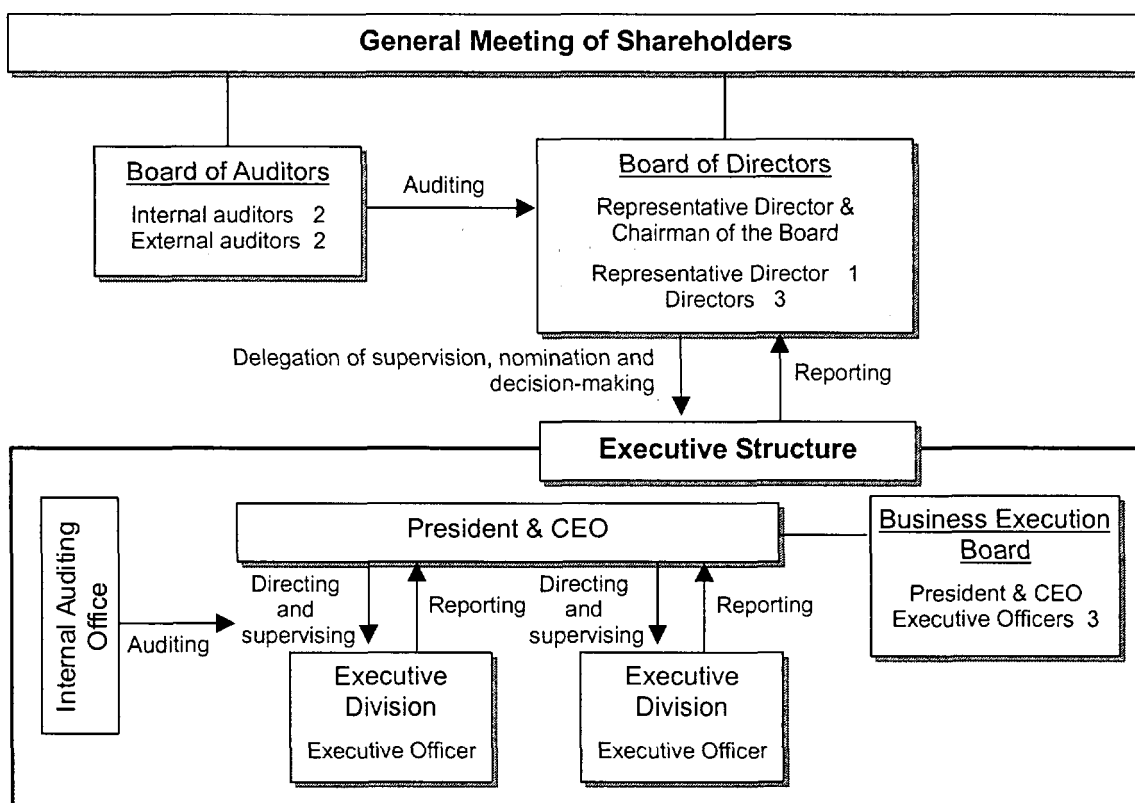 General Meeting of Shareholders
Board of Auditors
Internal auditors 2
External auditors 2
Auditing
Board of Directors
Representative Director &
Chairman of the Board
Representative Director 1
Directors 3
Delegation of supervision, nomination and
decision-making
Reporting
Executive Structure
Internal Auditing
Office
Auditing
President & CEO
Business Execution
Board
President & CEO
Executive Officers 3
Directing
and
supervising
Reporting
Directing
and
supervising
Reporting
Executive
Division
Executive Officer
Executive
Division
Executive Officer